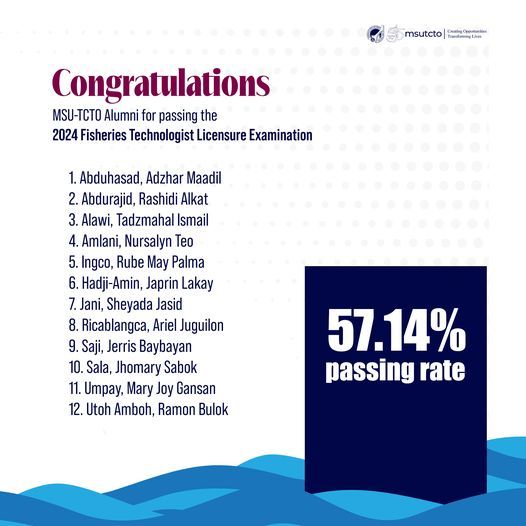 msutcto
Creating Opportunities
Transforming Lives
Congratulations
MSU-TCTO Alumni for passing the
2024 Fisheries Technologist Licensure Examination
1. Abduhasad, Adzhar Maadil
2. Abdurajid, Rashidi Alkat
3. Alawi, Tadzmahal Ismail
4. Amlani, Nursalyn Teo
5. Ingco, Rube May Palma
6. Hadji-Amin, Japrin Lakay
7. Jani, Sheyada Jasid
8. Ricablangca, Ariel Juguilon
9. Saji, Jerris Baybayan
10. Sala, Jhomary Sabok
11. Umpay, Mary Joy Gansan
12. Utoh Amboh, Ramon Bulok
57.14%
passing rate